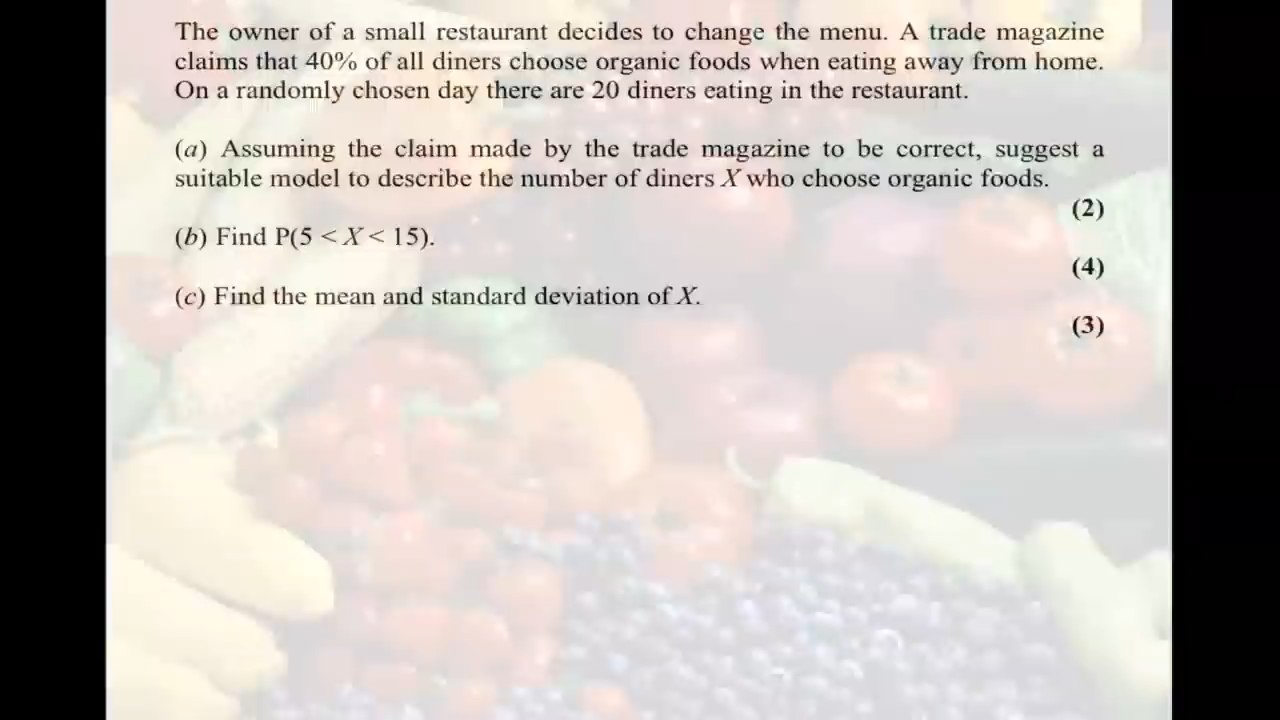 The owner of a small restaurant decides to change the menu. A trade magazine
claims that 40% of all diners choose organic foods when eating away from home.
On a randomly chosen day there are 20 diners eating in the restaurant.
(a) Assuming the claim made by the trade magazine to be correct, suggest a
suitable model to describe the number of diners X who choose organic foods.
(2)
(b) Find P(5 < X < 15).
(4)
(c) Find the mean and standard deviation of X.
(3)